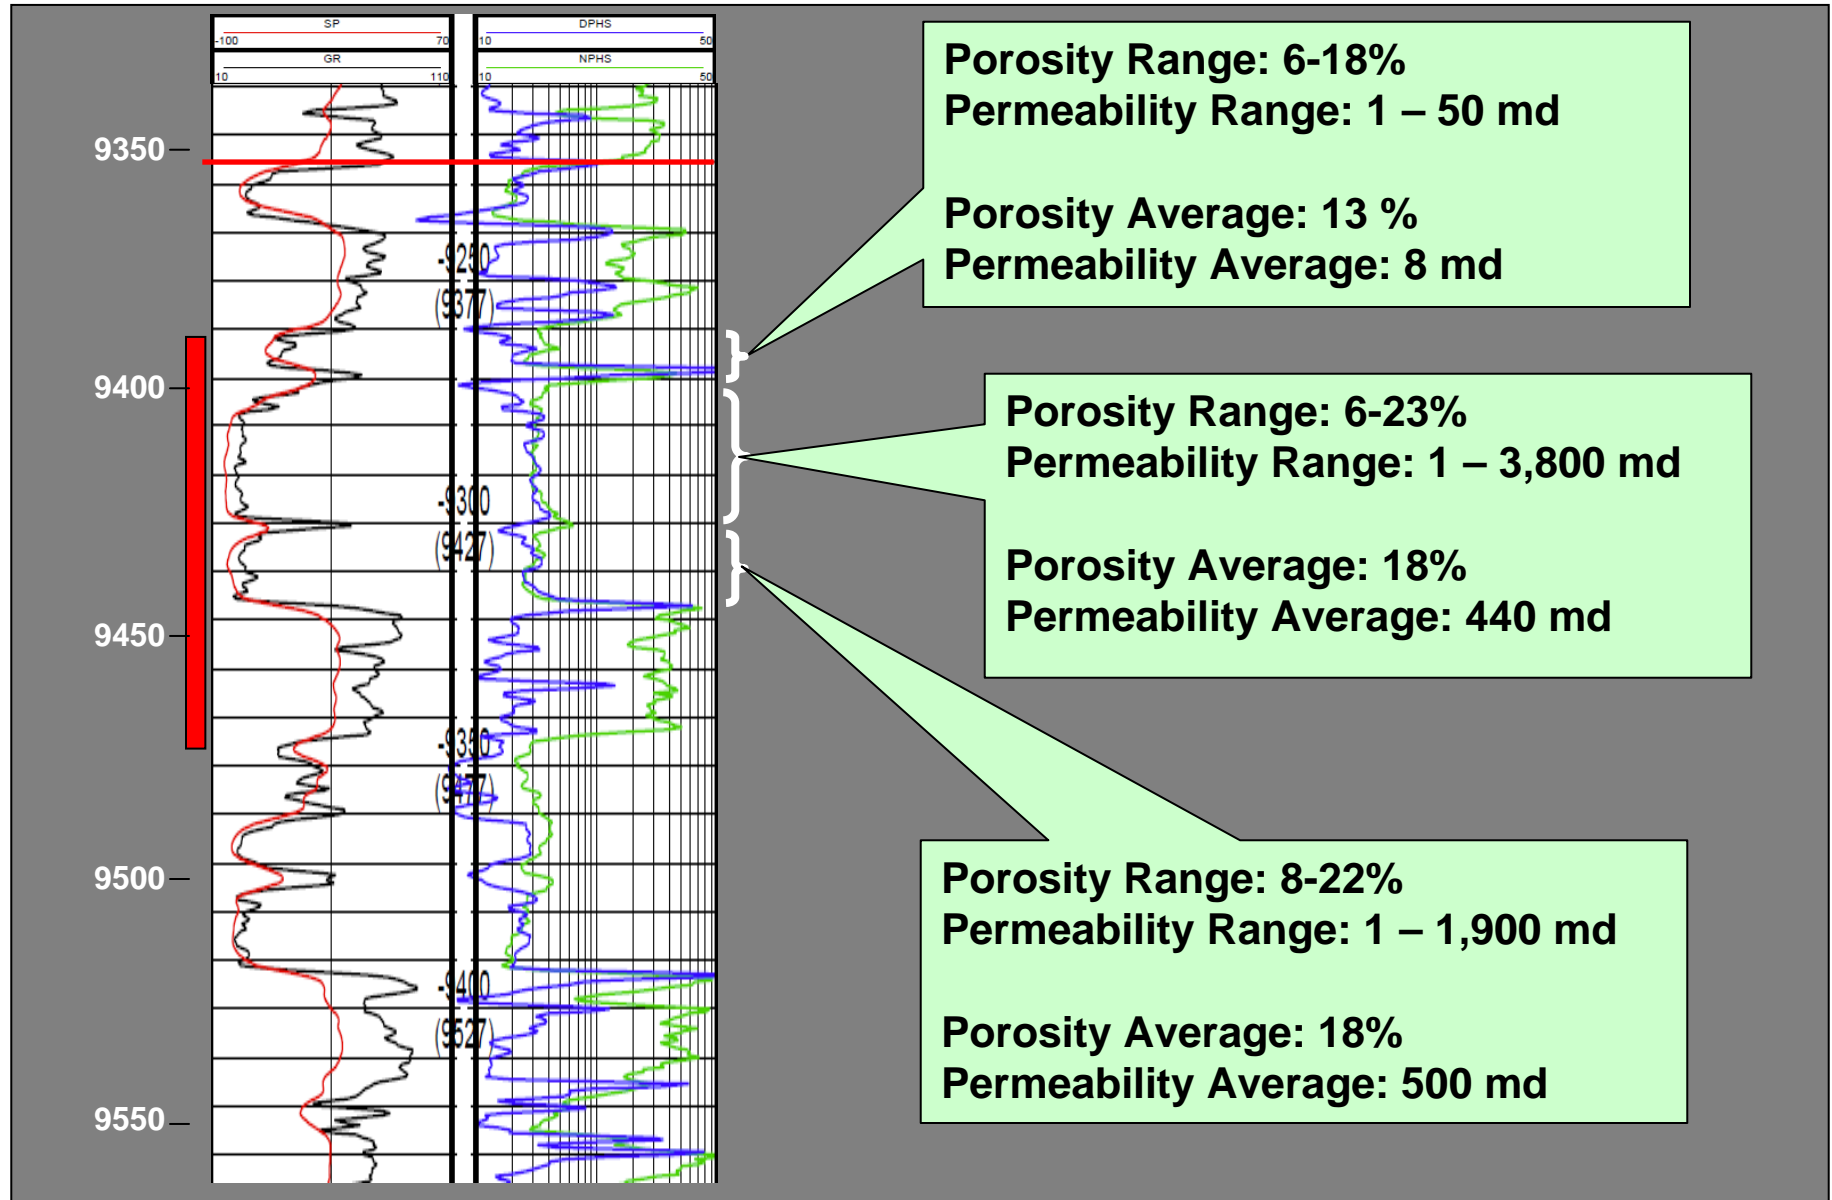 SP
-100 70
GR
10 110
DPHS
10 50
NPHS
10 50
9350
9400
9450
9500
9550
-9250
(9377)
-9300
(9427)
-9350
(9477)
-9400
(9527)
Porosity Range: 6-18%
Permeability Range: 1 – 50 md
Porosity Average: 13 %
Permeability Average: 8 md
Porosity Range: 6-23%
Permeability Range: 1 – 3,800 md
Porosity Average: 18%
Permeability Average: 440 md
Porosity Range: 8-22%
Permeability Range: 1 – 1,900 md
Porosity Average: 18%
Permeability Average: 500 md